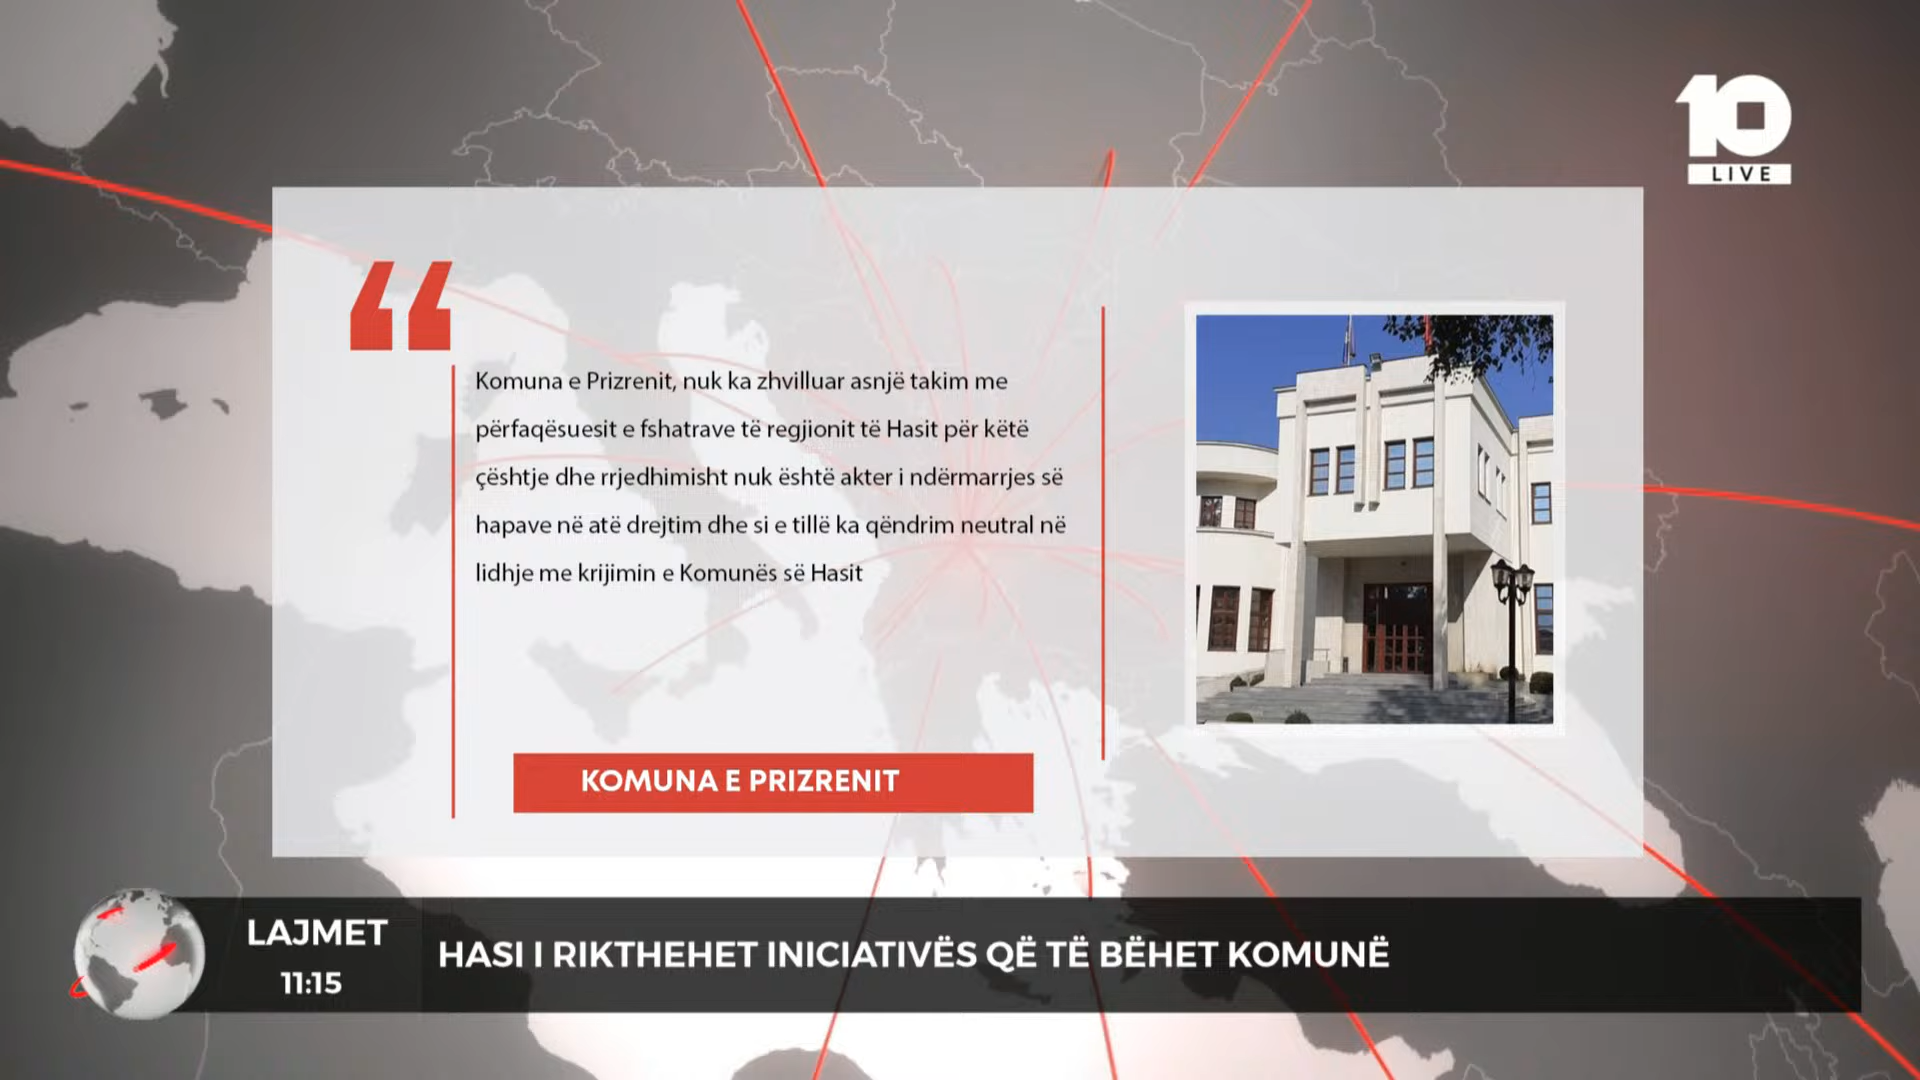 10
LIVE
“
Komuna e Prizrenit, nuk ka zhvilluar asnjë takim me
përfaqësuesit e fshatrave të regjionit të Hasit për këtë
çështje dhe rrjedhimisht nuk është akter i ndërmarrjes së
hapave në atë drejtim dhe si e tillë ka qëndrim neutral në
lidhje me krijimin e Komunës së Hasit
KOMUNA E PRIZRENIT
LAJMET
11:15
HASI I RIKTHEHET INICIATIVËS QË TË BËHET KOMUNË